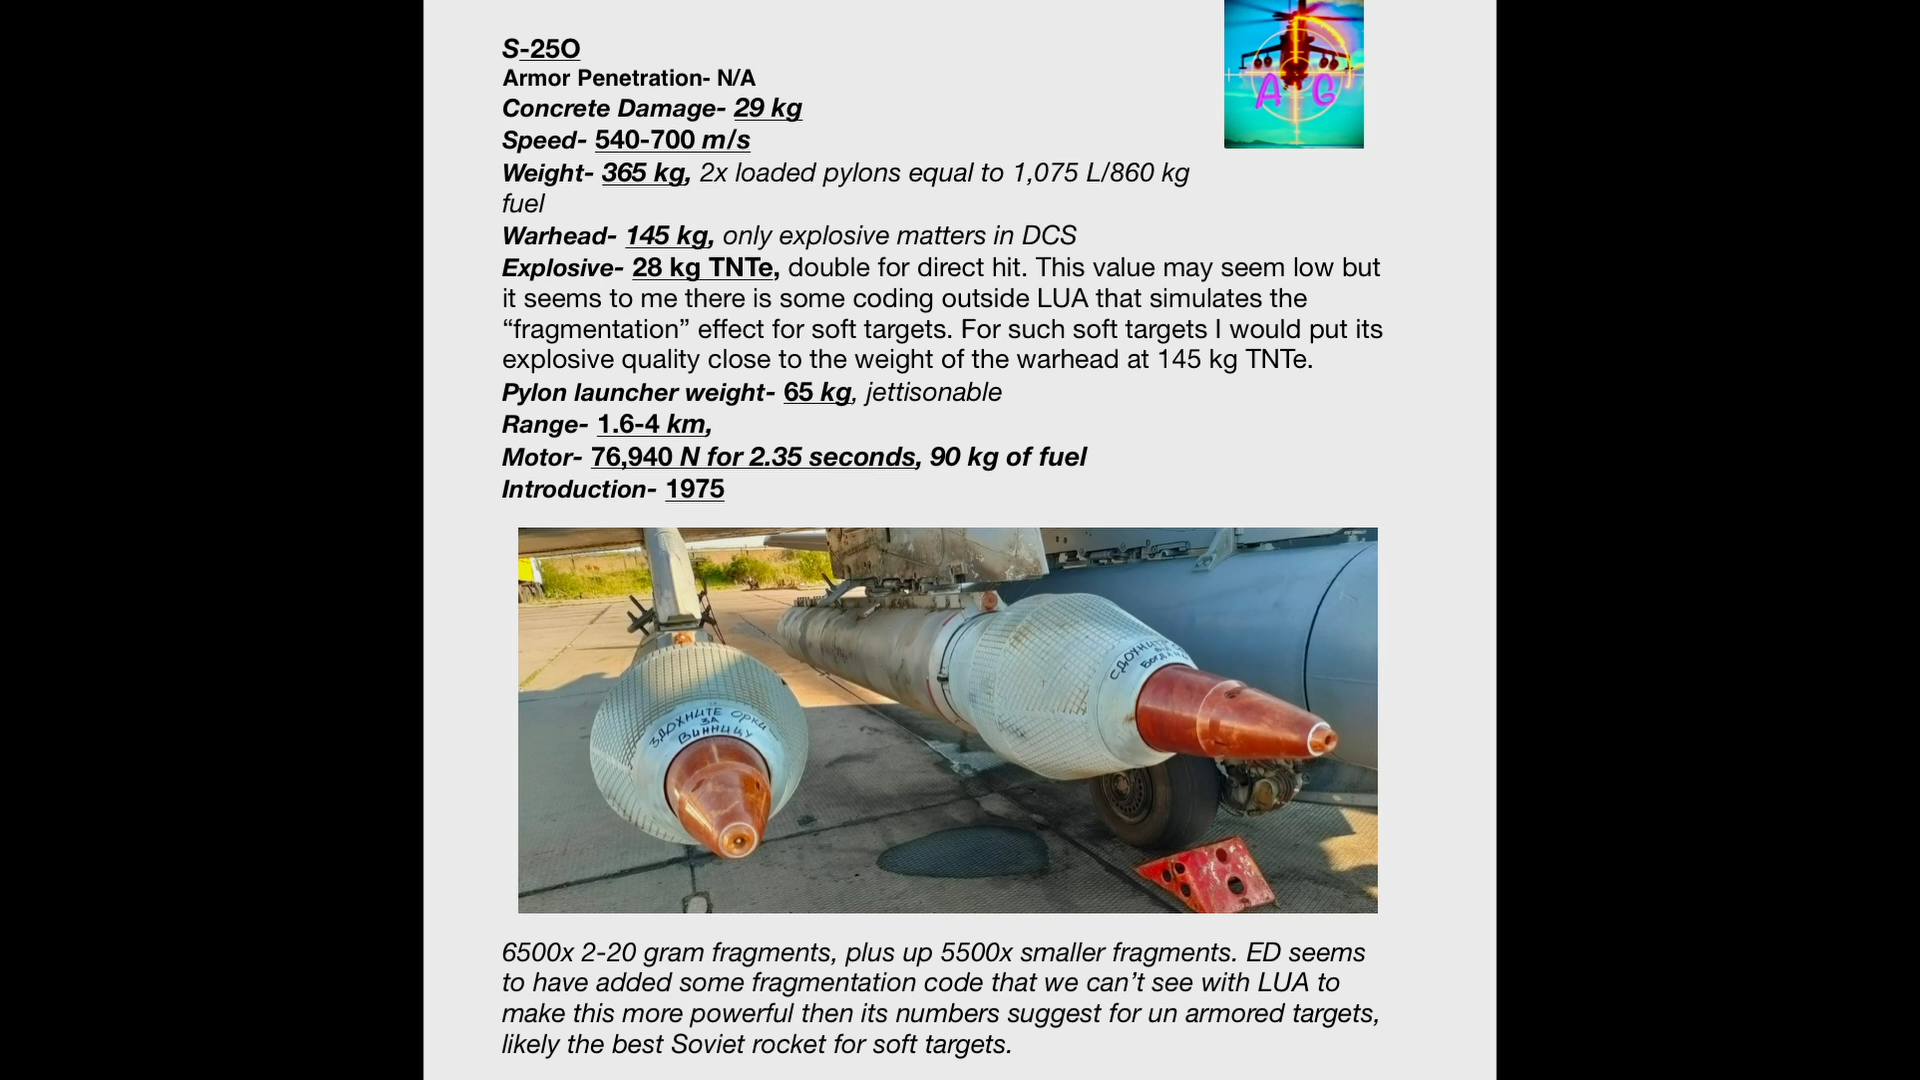 S-25O
Armor Penetration- N/A
Concrete Damage- 29 kg
Speed- 540-700 m/s
Weight- 365 kg, 2x loaded pylons equal to 1,075 L/860 kg
fuel
Warhead- 145 kg, only explosive matters in DCS
Explosive- 28 kg TNTe, double for direct hit. This value may seem low but
it seems to me there is some coding outside LUA that simulates the
“fragmentation” effect for soft targets. For such soft targets I would put its
explosive quality close to the weight of the warhead at 145 kg TNTe.
Pylon launcher weight- 65 kg, jettisonable
Range- 1.6-4 km,
Motor- 76,940 N for 2.35 seconds, 90 kg of fuel
Introduction- 1975
A G
ЗДОХНИТЕ ОРКИ
ЗА
ВИННИЦУ
6500x 2-20 gram fragments, plus up 5500x smaller fragments. ED seems
to have added some fragmentation code that we can’t see with LUA to
make this more powerful then its numbers suggest for un armored targets,
likely the best Soviet rocket for soft targets.